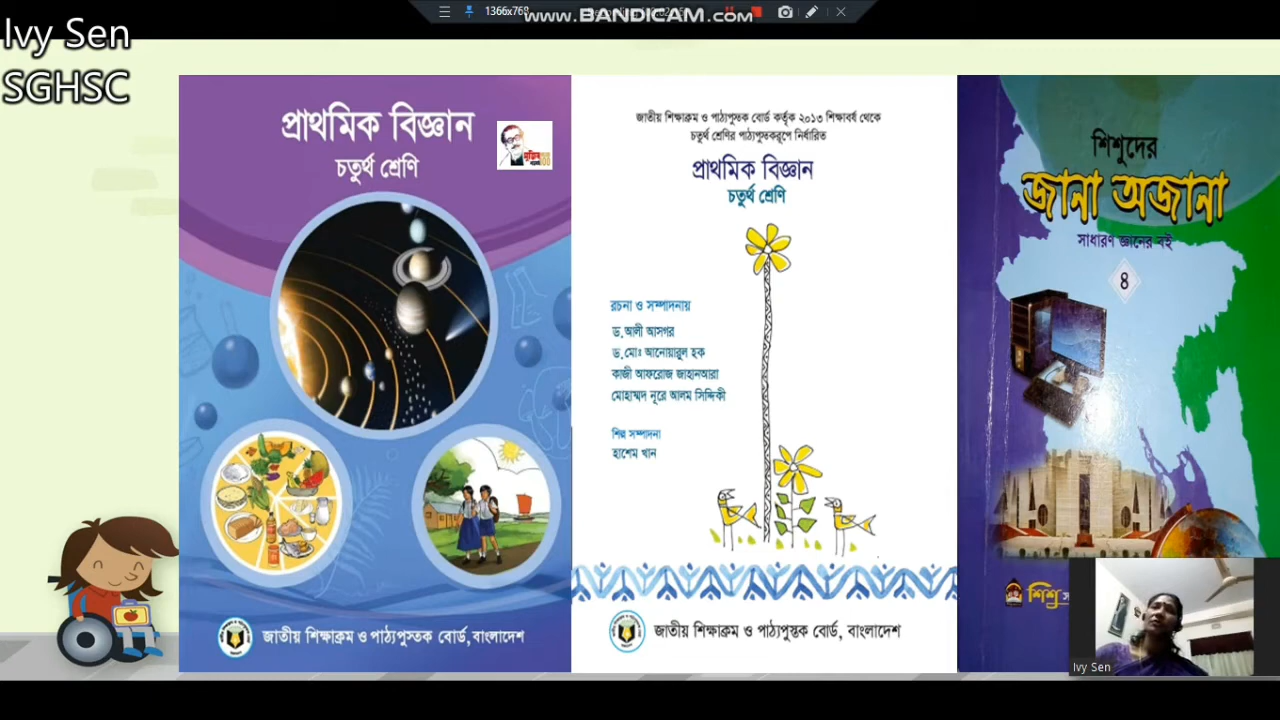 1366x768
www.BANDICAM.com
Ivy Sen
SGHSC
প্রাথমিক বিজ্ঞান
চতুর্থ শ্রেণি
জাতীয় শিক্ষাক্রম ও পাঠ্যপুস্তক বোর্ড, বাংলাদেশ
জাতীয় শিক্ষাক্রম ও পাঠ্যপুস্তক বোর্ড কর্তৃক ২০১৩ শিক্ষাবর্ষ থেকে
চতুর্থ শ্রেণির পাঠ্যপুস্তকরূপে নির্ধারিত
প্রাথমিক বিজ্ঞান
চতুর্থ শ্রেণি
রচনা ও সম্পাদনায়
ড. আলী আসগর
ড. মোঃ আনোয়ারুল হক
কাজী আফরোজ জাহানআরা
মোহাম্মদ নূরে আলম সিদ্দিকী
শিল্প সম্পাদনা
হাশেম খান
জাতীয় শিক্ষাক্রম ও পাঠ্যপুস্তক বোর্ড, বাংলাদেশ
শিশুদের
জানা অজানা
সাধারণ জ্ঞানের বই
৪
শিশু
Ivy Sen